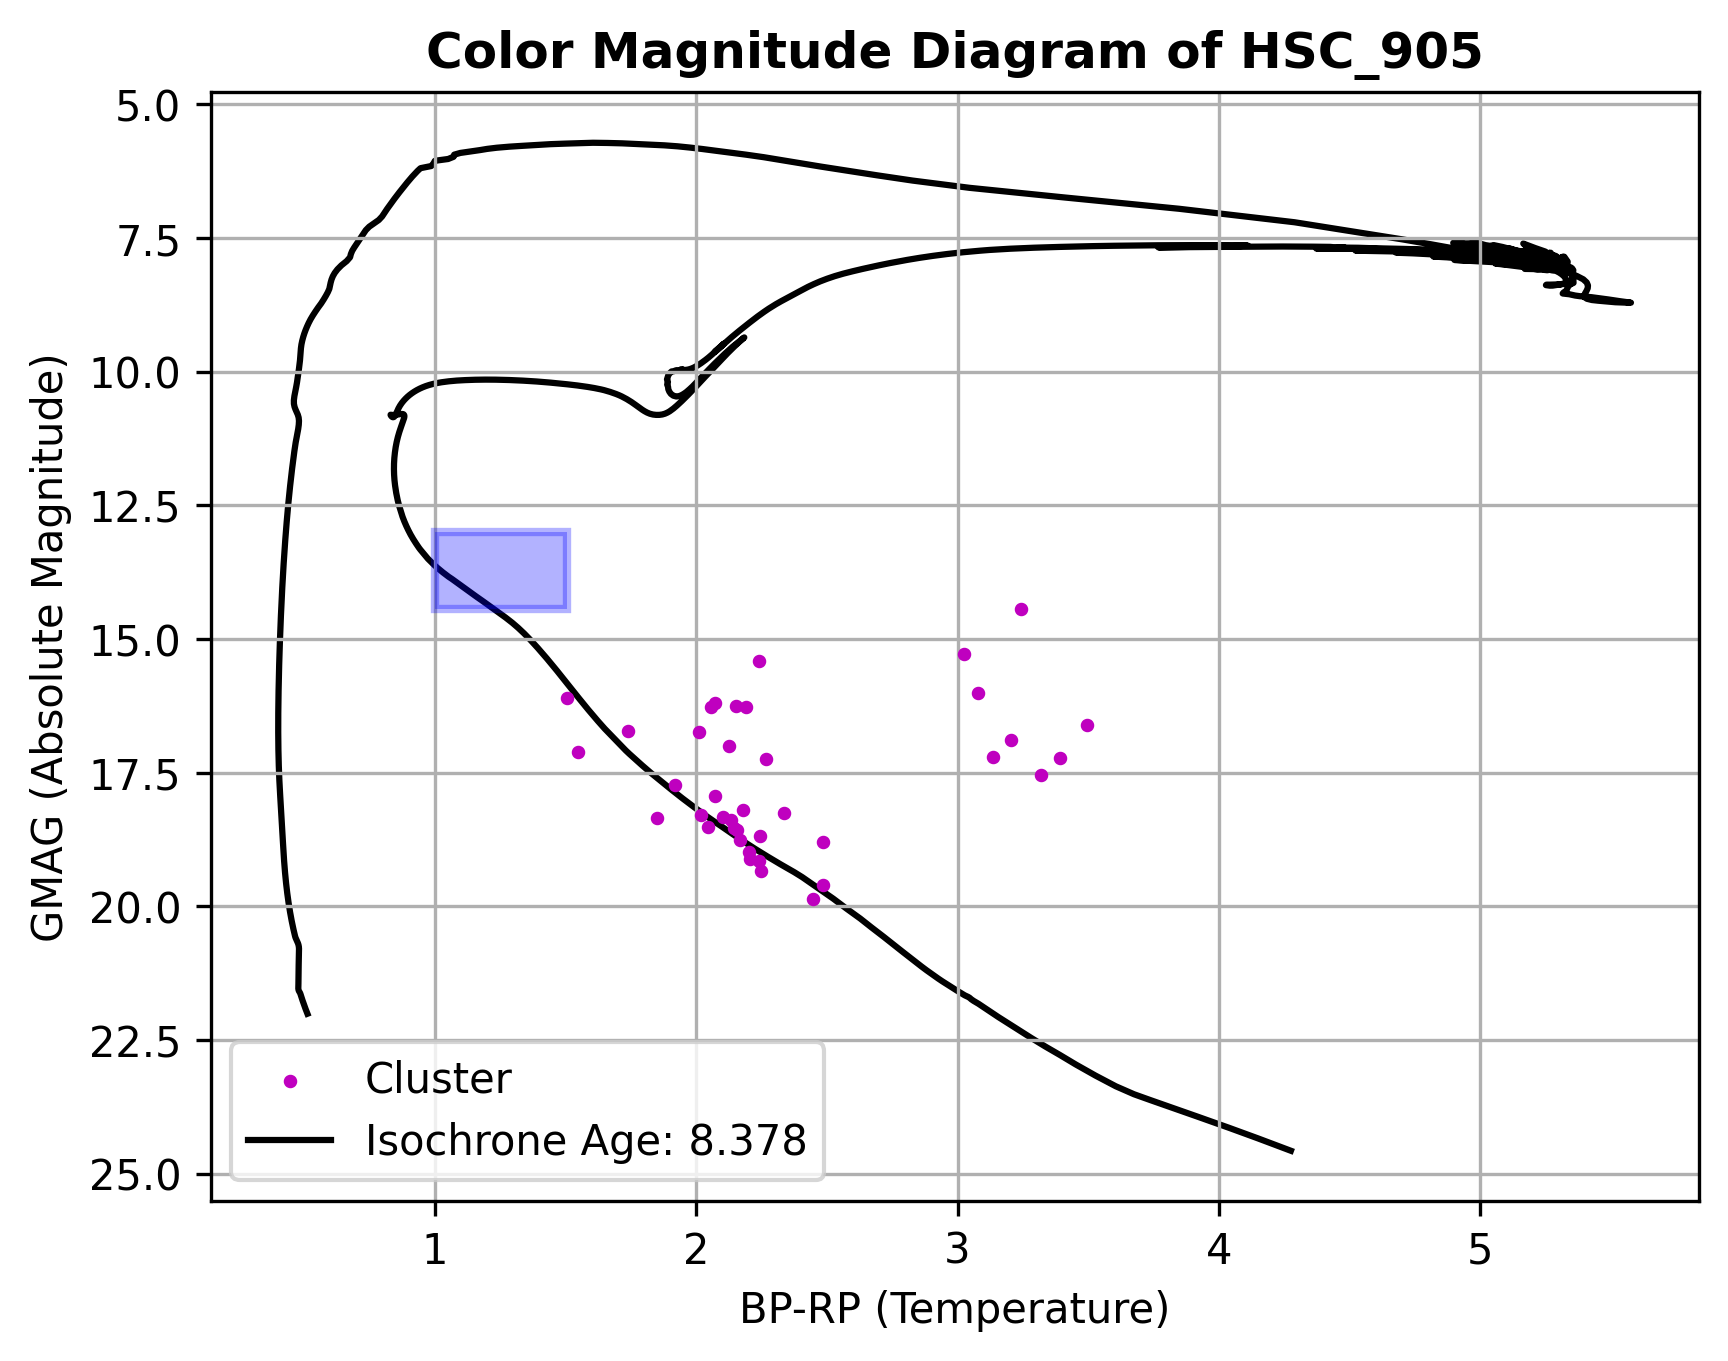 Color Magnitude Diagram of HSC_905
5.0
7.5
10.0
12.5
15.0
17.5
20.0
22.5
25.0
GMAG (Absolute Magnitude)
Cluster
Isochrone Age: 8.378
1 2 3 4 5
BP-RP (Temperature)